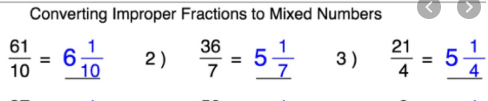 Converting Improper Fractions to Mixed Numbers
61/10 = 6 1/10 2) 36/7 = 5 1/7 3) 21/4 = 5 1/4